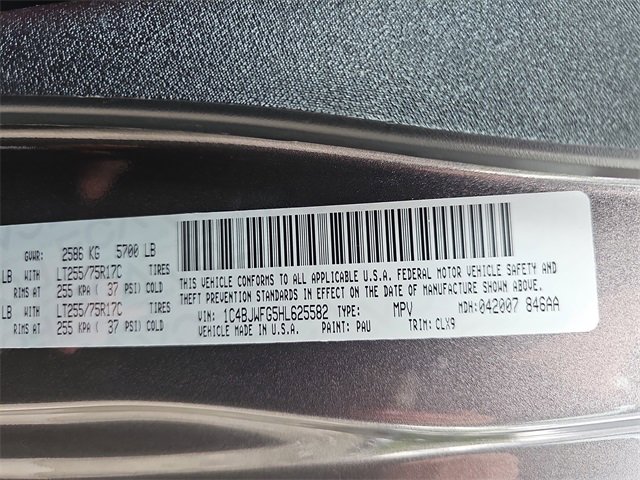 GVWR: 2586 KG 5700 LB
LB WITH LT255/75R17C TIRES
RIMS AT 255 KPA ( 37 PSI) COLD
LB WITH LT255/75R17C TIRES
RIMS AT 255 KPA ( 37 PSI) COLD
THIS VEHICLE CONFORMS TO ALL APPLICABLE U.S.A. FEDERAL MOTOR VEHICLE SAFETY AND
THEFT PREVENTION STANDARDS IN EFFECT ON THE DATE OF MANUFACTURE SHOWN ABOVE.
VIN: 1C4BJWFG5HL625582 TYPE: MPV MDH: 042007 846AA
VEHICLE MADE IN U.S.A. PAINT: PAU TRIM: CLX9